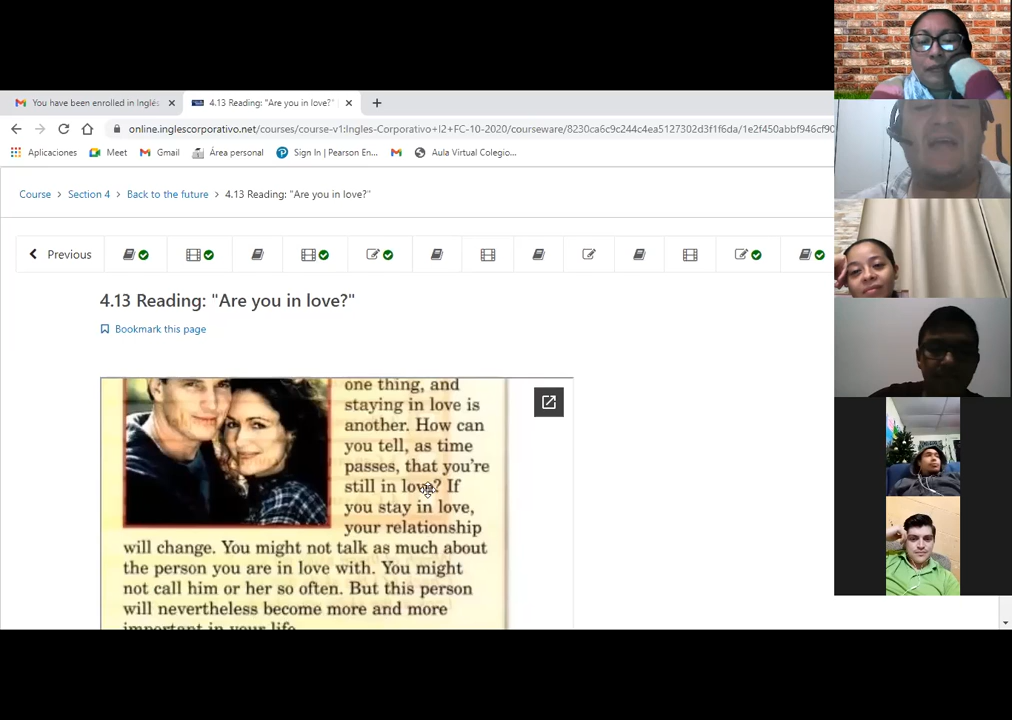 You have been enrolled in Inglés
4.13 Reading: "Are you in love?"
online.inglescorporativo.net/courses/course-v1:Ingles-Corporativo+I2+FC-10-2020/courseware/8230ca6c9c244c4ea5127302d3f1f6da/1e2f450abbf946cf90
Aplicaciones Meet Gmail Área personal Sign In | Pearson En... Aula Virtual Colegio...
Course > Section 4 > Back to the future > 4.13 Reading: "Are you in love?"
Previous
4.13 Reading: "Are you in love?"
Bookmark this page
one thing, and
staying in love is
another. How can
you tell, as time
passes, that you're
still in love? If
you stay in love,
your relationship
will change. You might not talk as much about
the person you are in love with. You might
not call him or her so often. But this person
will nevertheless become more and more
important in your life.